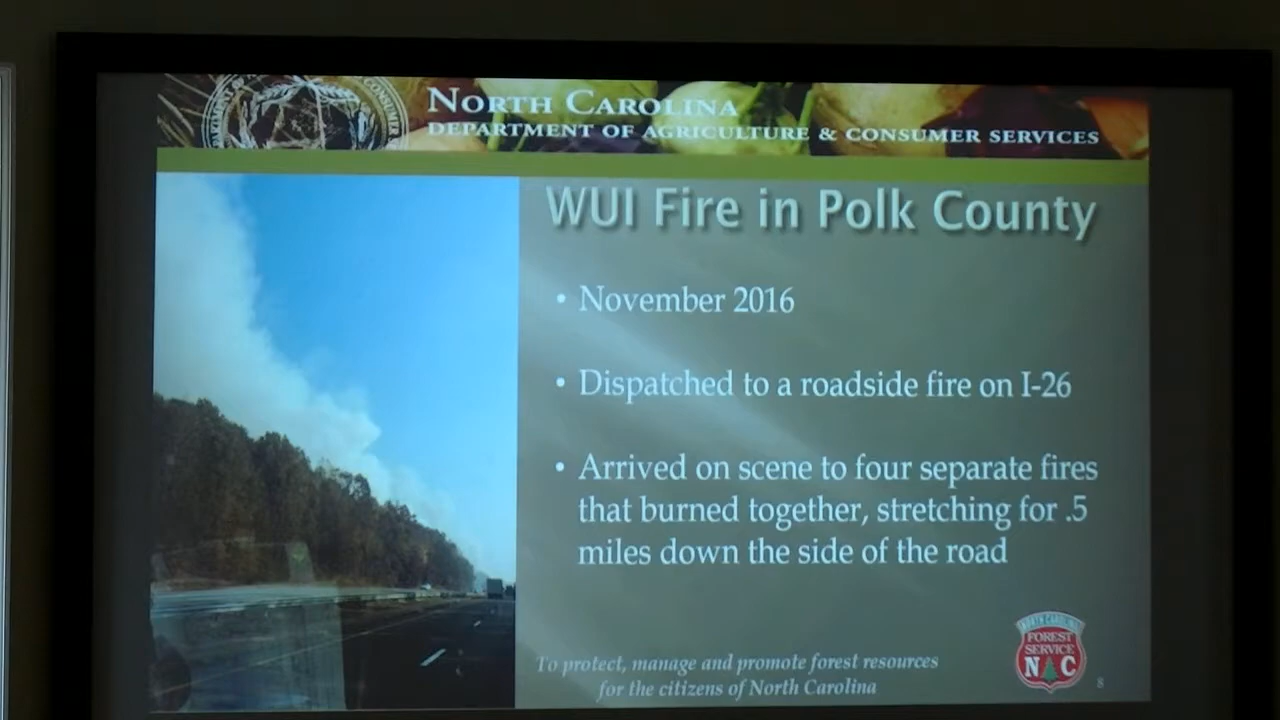 NORTH CAROLINA
DEPARTMENT OF AGRICULTURE & CONSUMER SERVICES
WUI Fire in Polk County
• November 2016
• Dispatched to a roadside fire on I-26
• Arrived on scene to four separate fires
that burned together, stretching for .5
miles down the side of the road
To protect, manage and promote forest resources
for the citizens of North Carolina
NORTH CAROLINA
FOREST
SERVICE
N C
8